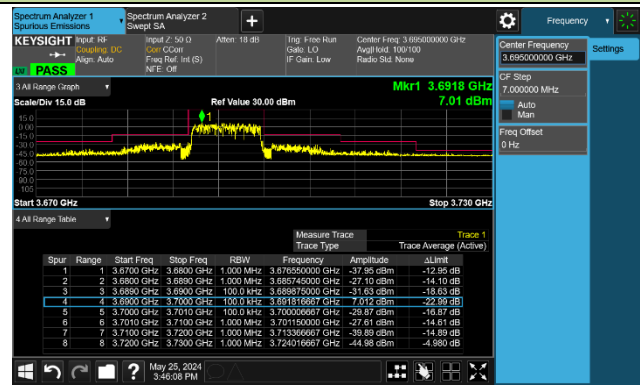 Spectrum Analyzer 1
Spurious Emissions
Spectrum Analyzer 2
Swept SA
Frequency
KEYSIGHT
Input: RF
Coupling: DC
Align: Auto
Input Z: 50 Ω
Corr CCorr
Freq Ref: Int (S)
NFE: Off
Atten: 18 dB
Trig: Free Run
Gate: LO
IF Gain: Low
Center Freq: 3.695000000 GHz
Avg|Hold: 100/100
Radio Std: None
LW PASS
Center Frequency
3.695000000 GHz
Settings
CF Step
7.000000 MHz
Auto
Man
Freq Offset
0 Hz
3 All Range Graph
Mkr1 3.6918 GHz
Scale/Div 15.0 dB
Ref Value 30.00 dBm
7.01 dBm
1
15.0
0.00
-15.0
-30.0
-45.0
-60.0
-75.0
-90.0
-105
Start 3.670 GHz
Stop 3.730 GHz
4 All Range Table
Measure Trace Trace 1
Trace Type Trace Average (Active)
Spur Range Start Freq Stop Freq RBW Frequency Amplitude ΔLimit
1 1 3.6700 GHz 3.6800 GHz 1.000 MHz 3.676550000 GHz -37.95 dBm -12.95 dB
2 2 3.6800 GHz 3.6890 GHz 1.000 MHz 3.685745000 GHz -27.10 dBm -14.10 dB
3 3 3.6890 GHz 3.6900 GHz 100.0 kHz 3.689875000 GHz -31.63 dBm -18.63 dB
4 4 3.6900 GHz 3.7000 GHz 100.0 kHz 3.691816667 GHz 7.012 dBm -22.99 dB
5 5 3.7000 GHz 3.7010 GHz 100.0 kHz 3.700006667 GHz -29.87 dBm -16.87 dB
6 6 3.7010 GHz 3.7100 GHz 1.000 MHz 3.701150000 GHz -27.61 dBm -14.61 dB
7 7 3.7100 GHz 3.7200 GHz 1.000 MHz 3.713366667 GHz -39.89 dBm -14.89 dB
8 8 3.7200 GHz 3.7300 GHz 1.000 MHz 3.724016667 GHz -44.98 dBm -4.980 dB
?
May 25, 2024
3:46:08 PM